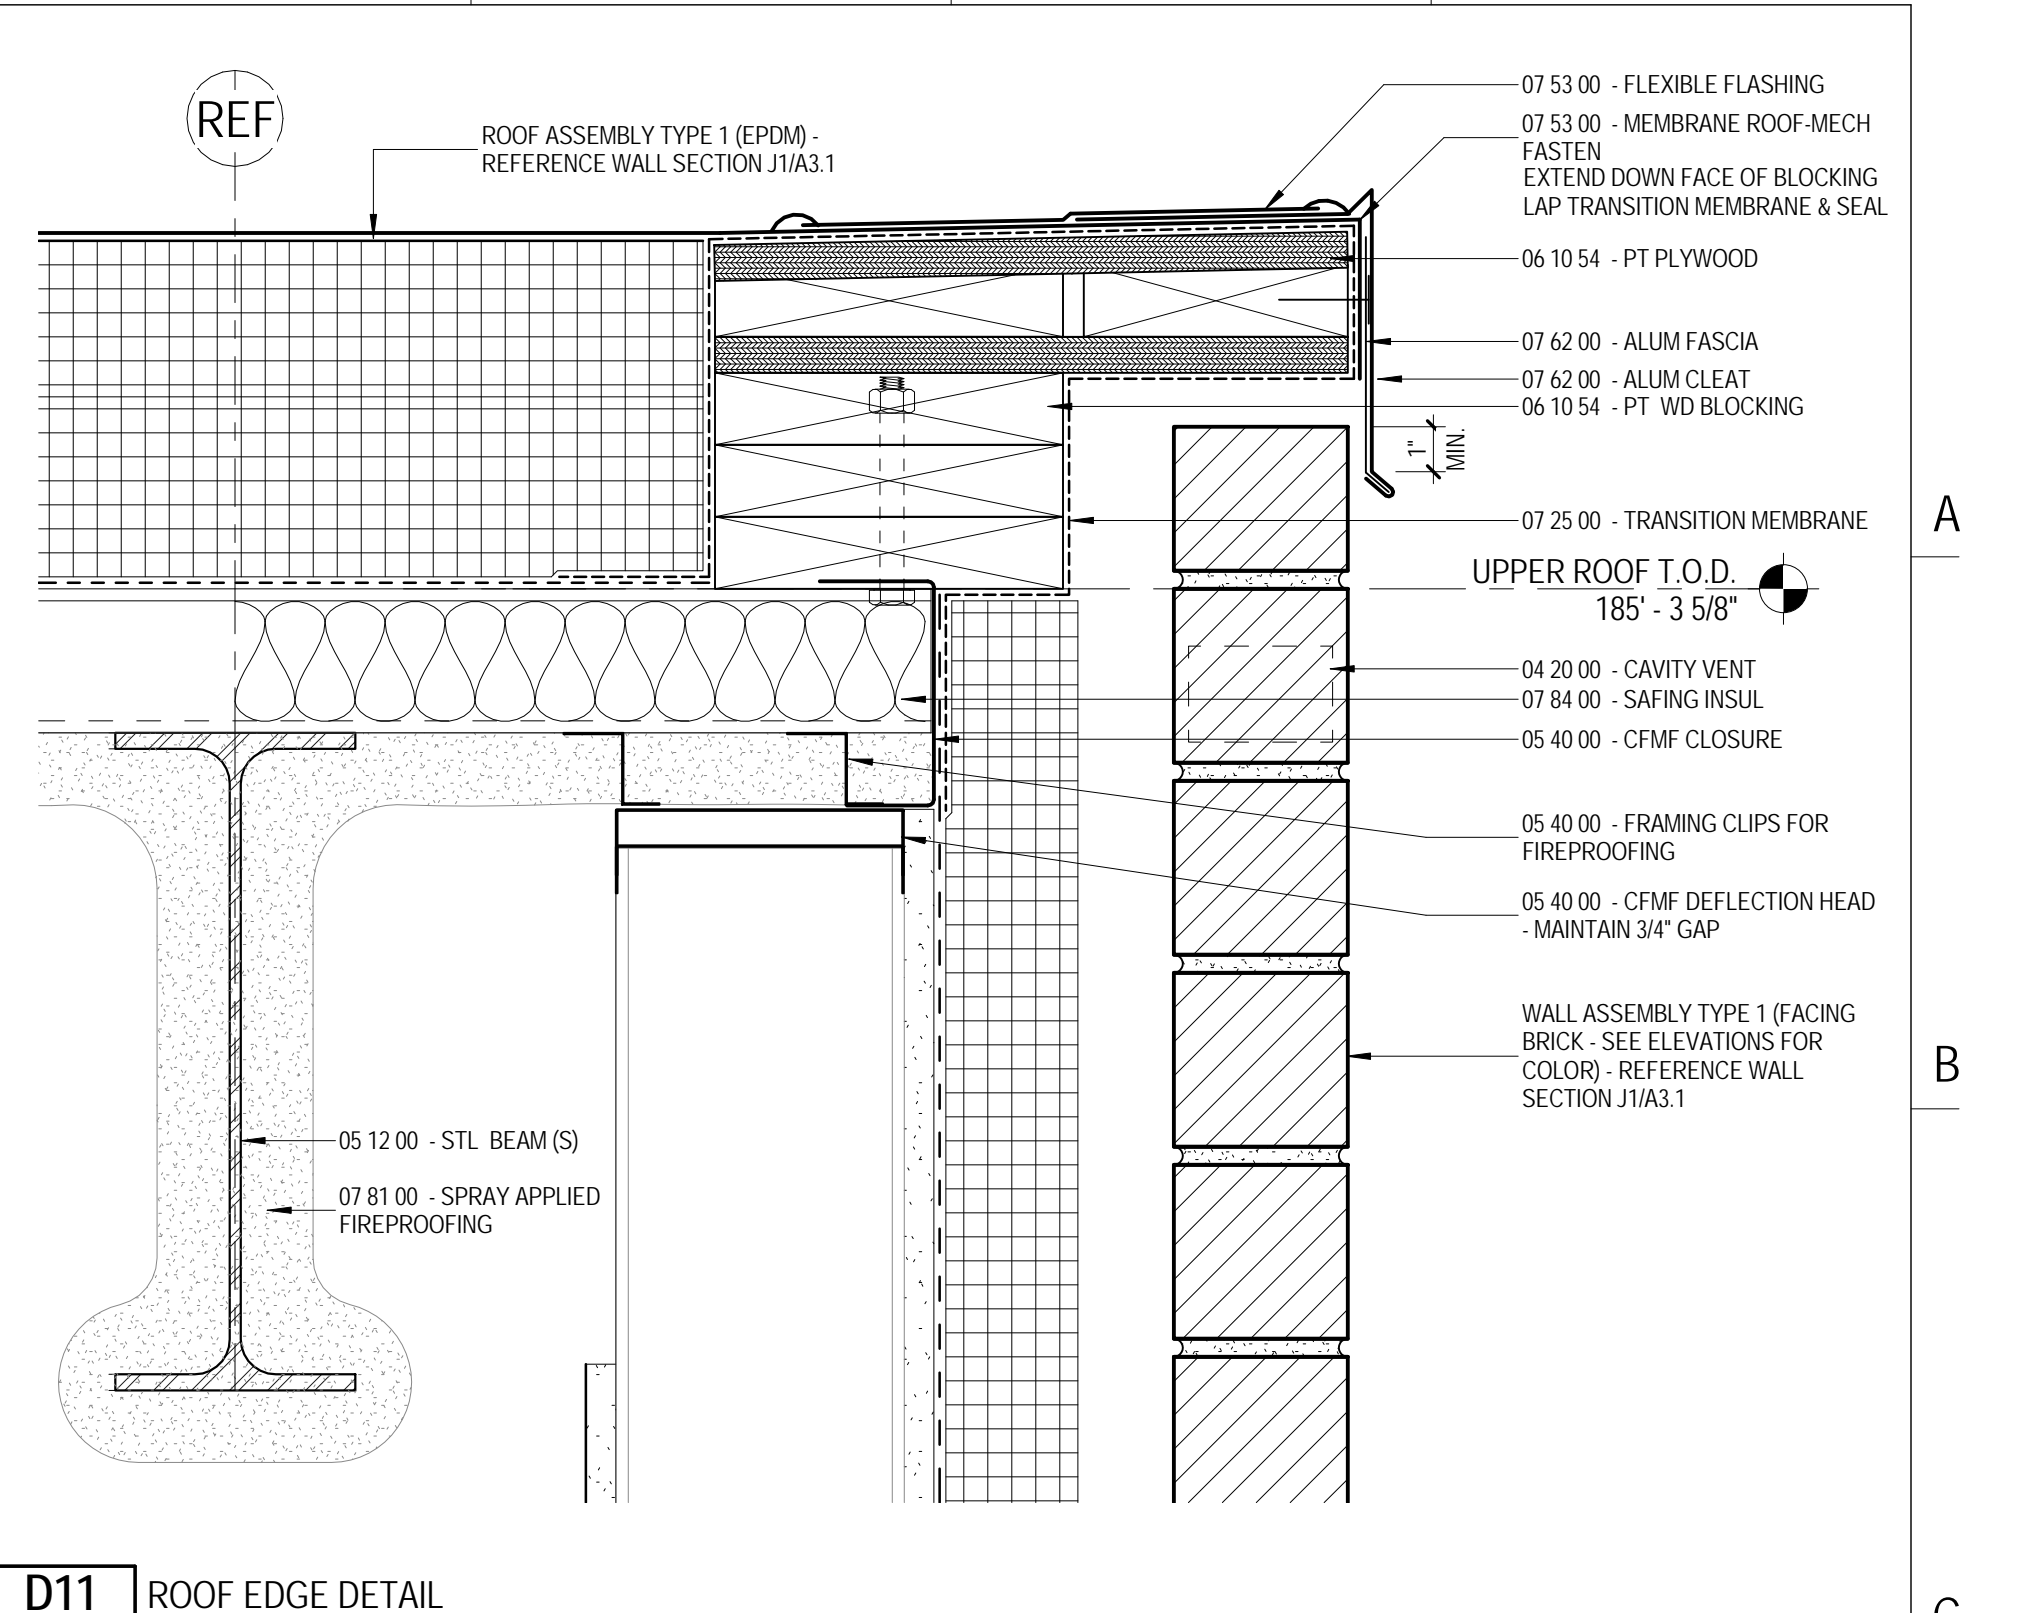 REF
ROOF ASSEMBLY TYPE 1 (EPDM) -
REFERENCE WALL SECTION J1/A3.1
07 53 00 - FLEXIBLE FLASHING
07 53 00 - MEMBRANE ROOF-MECH
FASTEN
EXTEND DOWN FACE OF BLOCKING
LAP TRANSITION MEMBRANE & SEAL
06 10 54 - PT PLYWOOD
07 62 00 - ALUM FASCIA
07 62 00 - ALUM CLEAT
06 10 54 - PT WD BLOCKING
1"
MIN.
07 25 00 - TRANSITION MEMBRANE
A
UPPER ROOF T.O.D.
185' - 3 5/8"
04 20 00 - CAVITY VENT
07 84 00 - SAFING INSUL
05 40 00 - CFMF CLOSURE
05 40 00 - FRAMING CLIPS FOR
FIREPROOFING
05 40 00 - CFMF DEFLECTION HEAD
- MAINTAIN 3/4" GAP
WALL ASSEMBLY TYPE 1 (FACING
BRICK - SEE ELEVATIONS FOR
COLOR) - REFERENCE WALL
SECTION J1/A3.1
B
05 12 00 - STL BEAM (S)
07 81 00 - SPRAY APPLIED
FIREPROOFING
D11
ROOF EDGE DETAIL